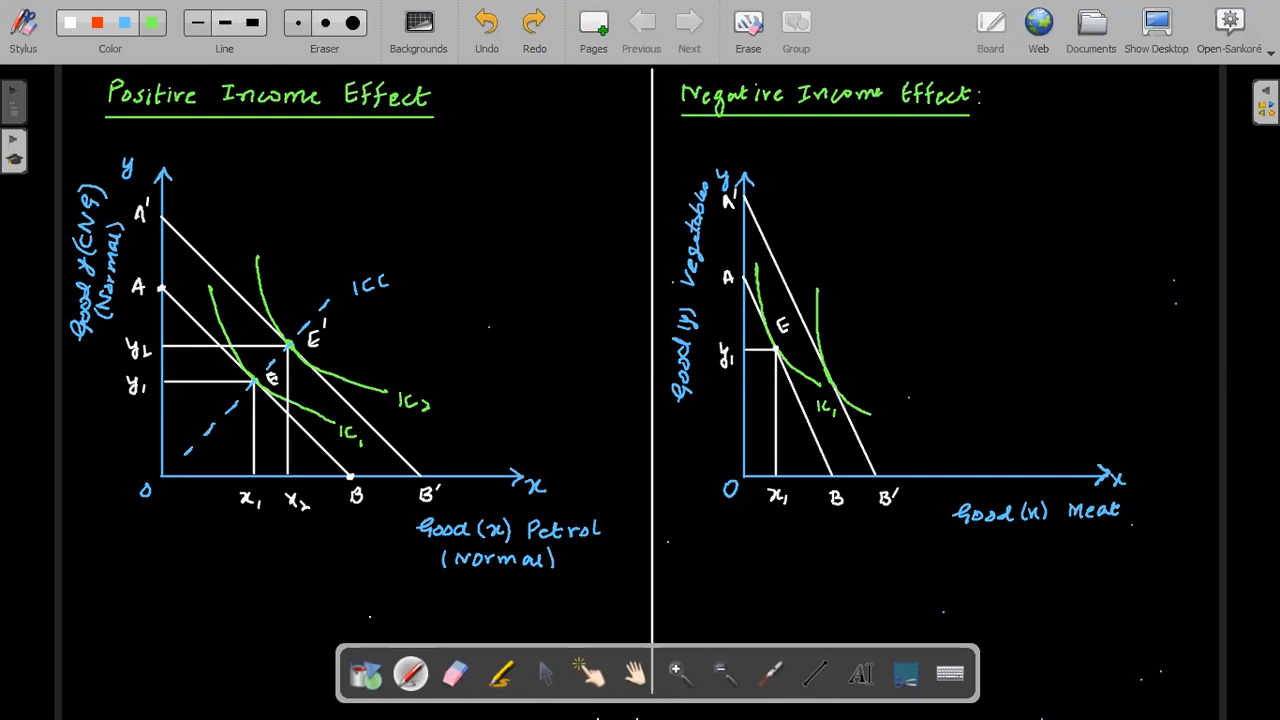 Stylus
Color
Line
Eraser
Backgrounds
Undo
Redo
Pages
Previous
Next
Erase
Group
Board
Web
Documents
Show Desktop
Open-Sankoré
Positive Income Effect
y
A'
A
Good y (CNG)
(Normal)
ICC
E'
y2
E
y1
IC2
IC1
O
x1
x2
B
B'
x
Good (x) Petrol
(Normal)
Negative Income Effect:
y
A'
A
Good (y) Vegetables
E
y1
IC1
O
x1
B
B'
x
Good (x) Meat
AI